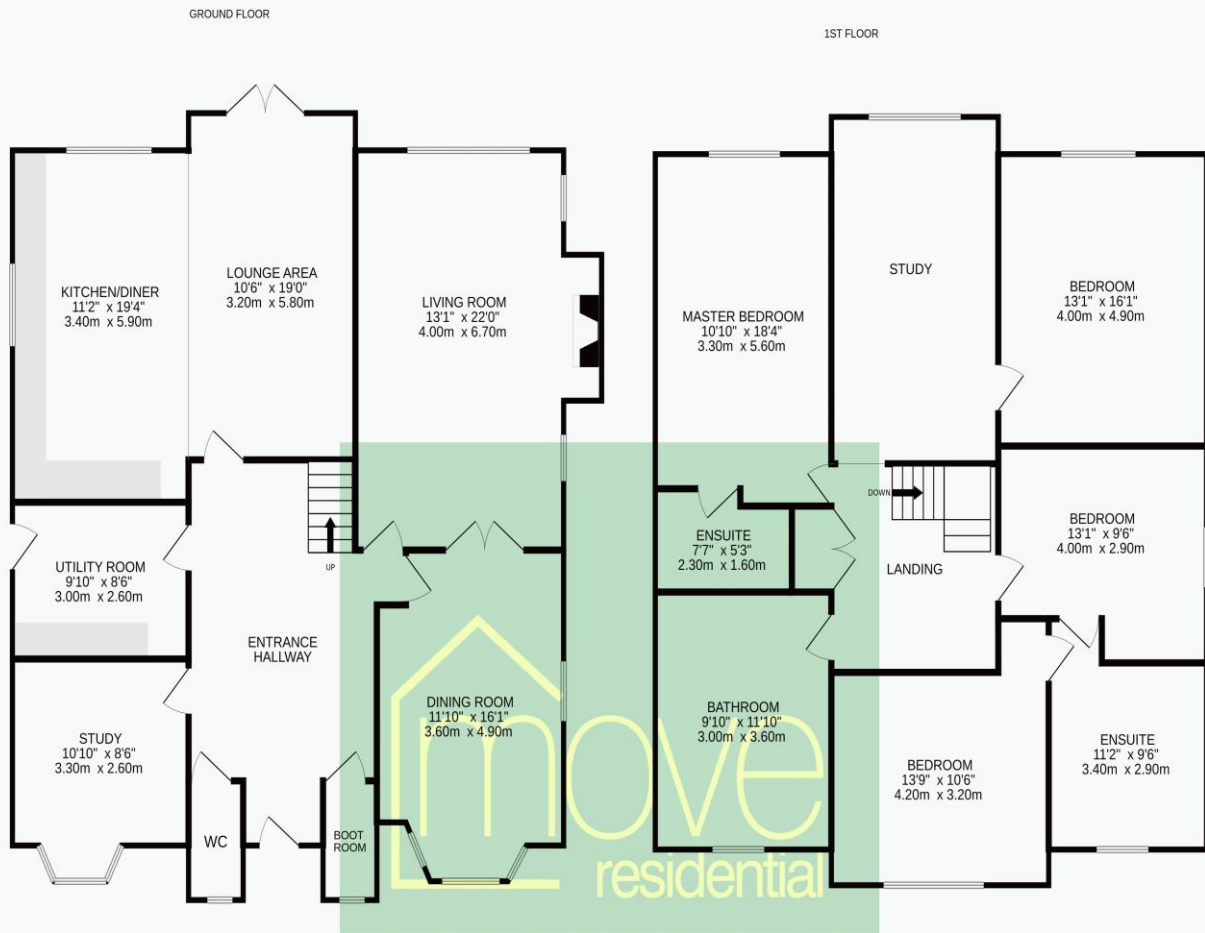 GROUND FLOOR
1ST FLOOR
KITCHEN/DINER
11'2" x 19'4"
3.40m x 5.90m
LOUNGE AREA
10'6" x 19'0"
3.20m x 5.80m
LIVING ROOM
13'1" x 22'0"
4.00m x 6.70m
UTILITY ROOM
9'10" x 8'6"
3.00m x 2.60m
UP
ENTRANCE
HALLWAY
STUDY
10'10" x 8'6"
3.30m x 2.60m
DINING ROOM
11'10" x 16'1"
3.60m x 4.90m
WC
BOOT
ROOM
MASTER BEDROOM
10'10" x 18'4"
3.30m x 5.60m
STUDY
BEDROOM
13'1" x 16'1"
4.00m x 4.90m
DOWN
ENSUITE
7'7" x 5'3"
2.30m x 1.60m
LANDING
BEDROOM
13'1" x 9'6"
4.00m x 2.90m
BATHROOM
9'10" x 11'10"
3.00m x 3.60m
BEDROOM
13'9" x 10'6"
4.20m x 3.20m
ENSUITE
11'2" x 9'6"
3.40m x 2.90m
move
residential